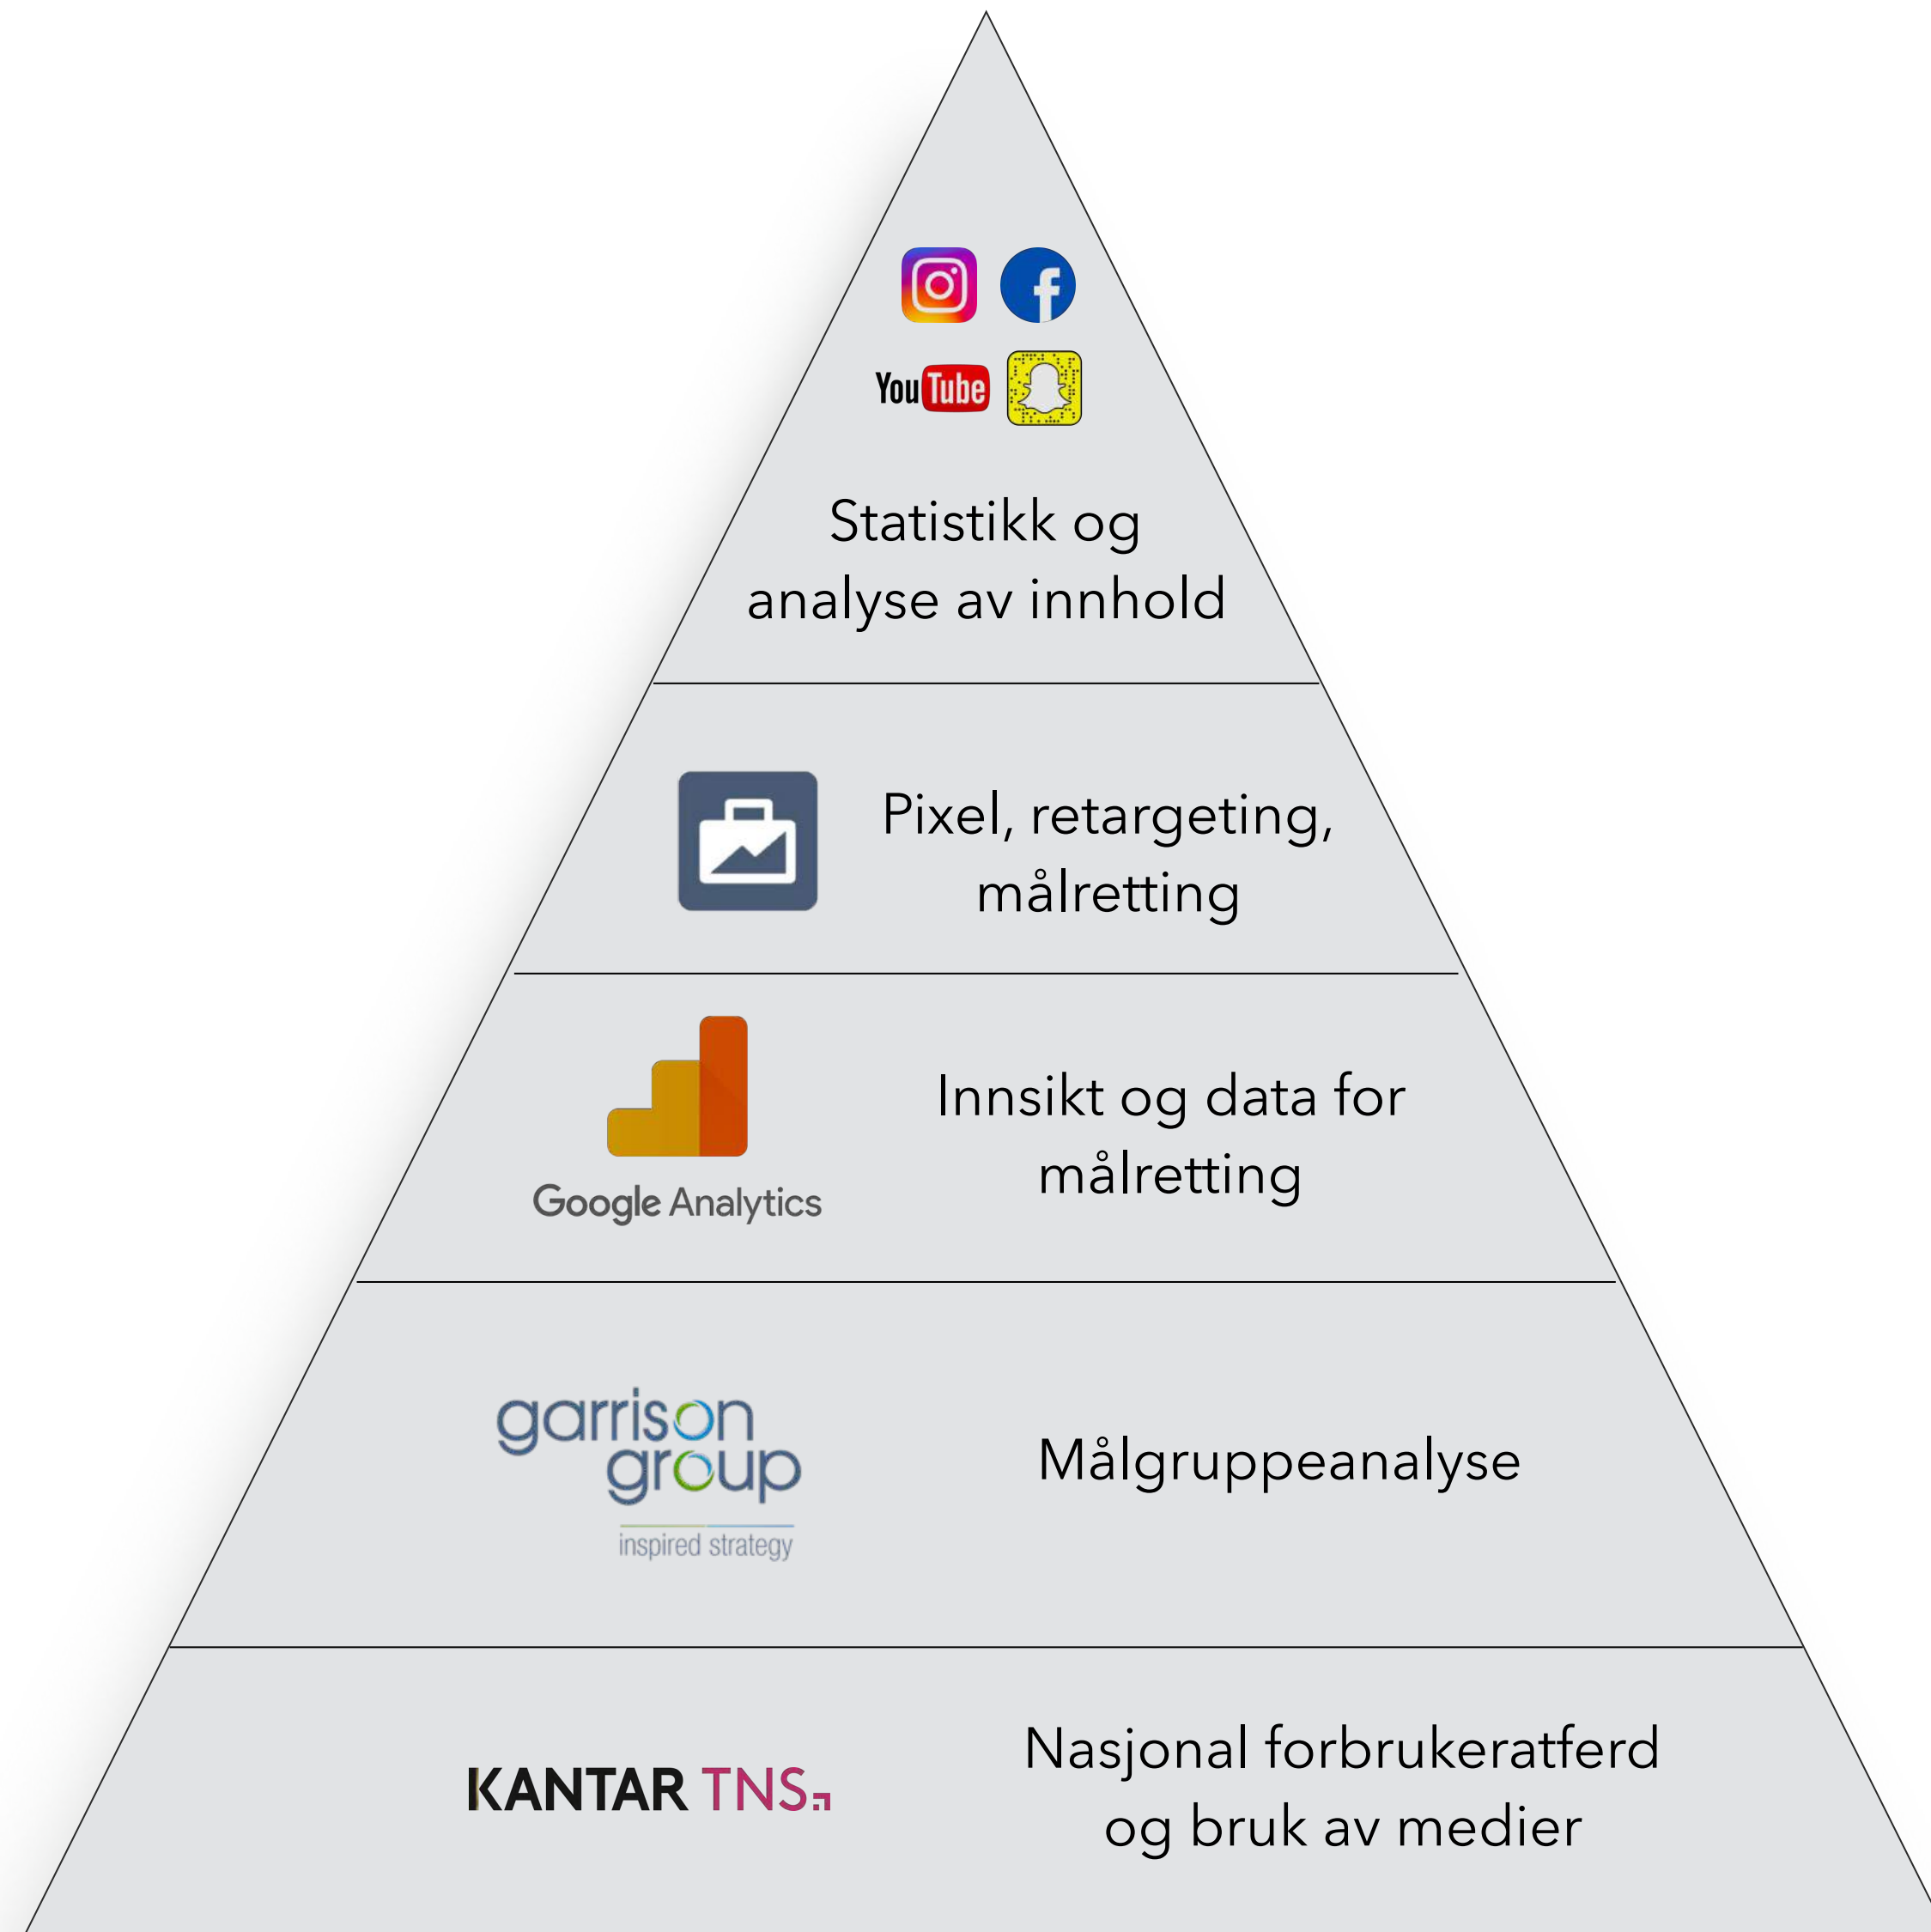 You Tube
Statistikk og
analyse av innhold
Pixel, retargeting,
målretting
Google Analytics
Innsikt og data for
målretting
garrison
group
inspired strategy
Målgruppeanalyse
KANTAR TNS
Nasjonal forbrukeratferd
og bruk av medier